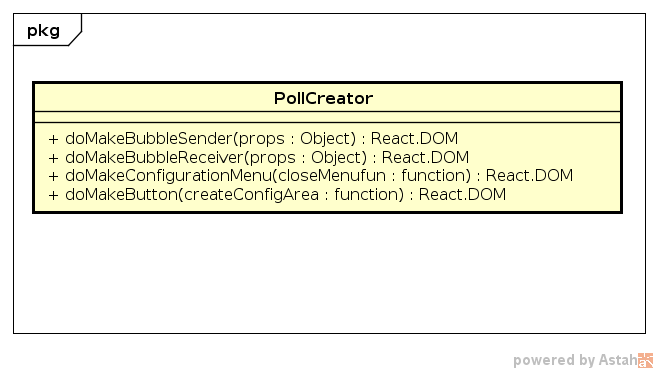 pkg
PollCreator
+ doMakeBubbleSender(props : Object) : React.DOM
+ doMakeBubbleReceiver(props : Object) : React.DOM
+ doMakeConfigurationMenu(closeMenufun : function) : React.DOM
+ doMakeButton(createConfigArea : function) : React.DOM
powered by Astah